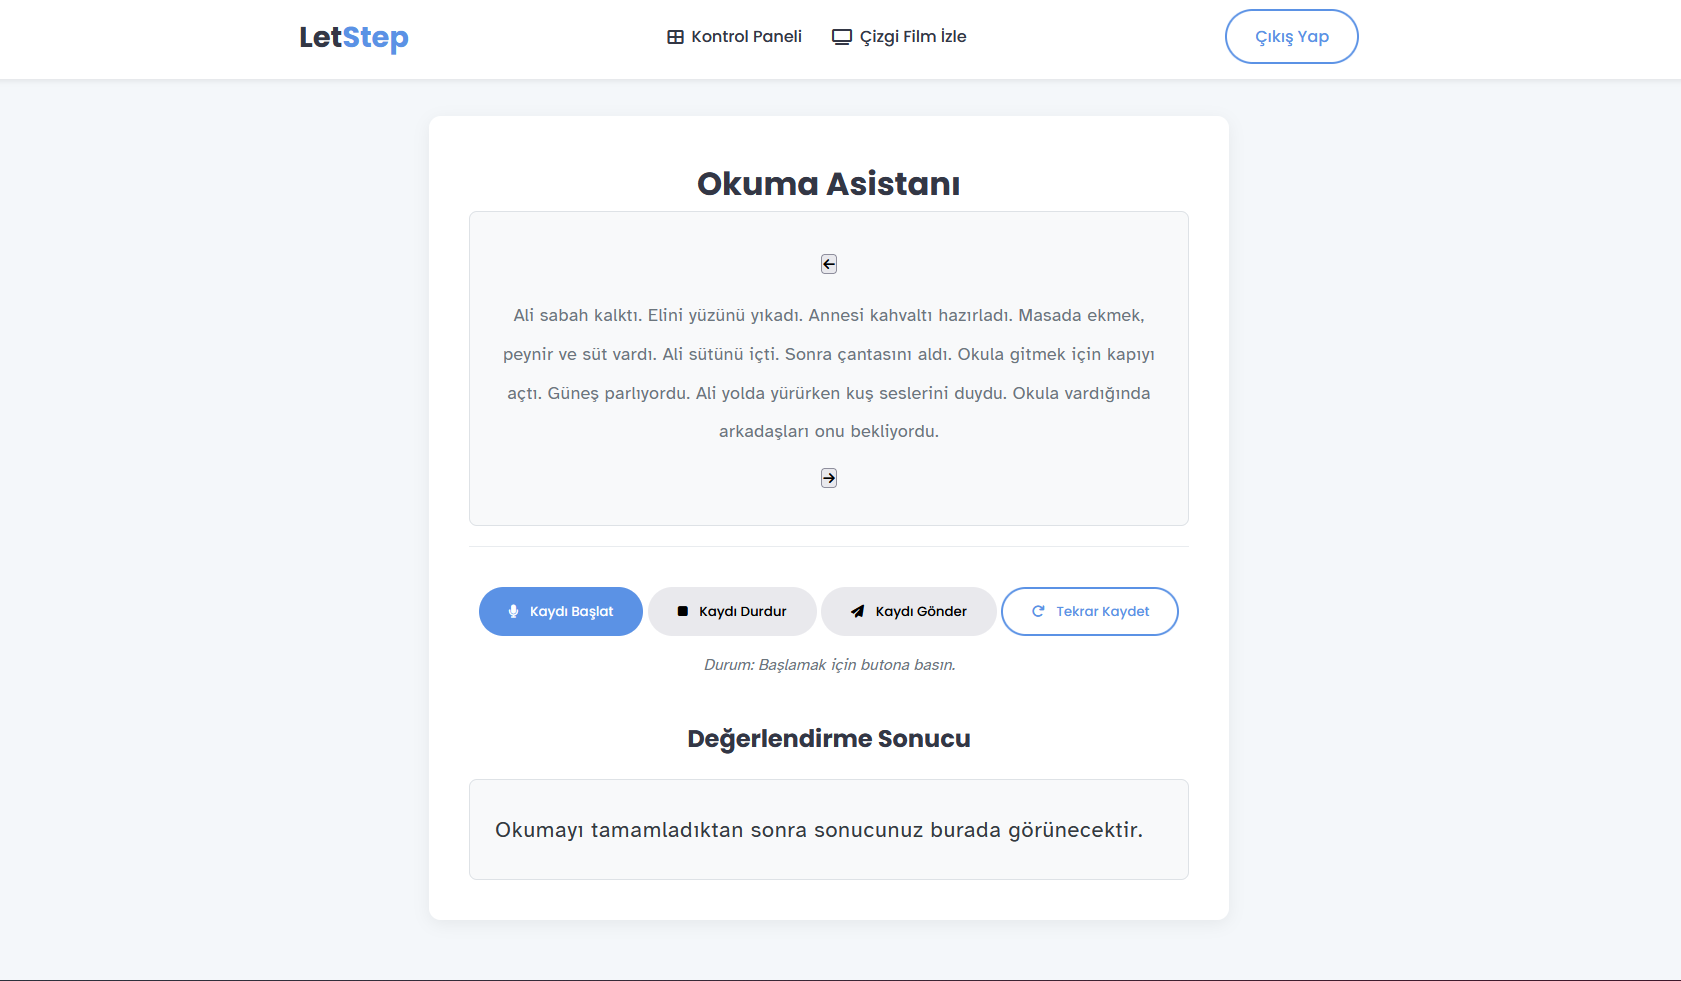 LetStep
Kontrol Paneli
Çizgi Film İzle
Çıkış Yap
Okuma Asistanı
Ali sabah kalktı. Elini yüzünü yıkadı. Annesi kahvaltı hazırladı. Masada ekmek,
peynir ve süt vardı. Ali sütünü içti. Sonra çantasını aldı. Okula gitmek için kapıyı
açtı. Güneş parlıyordu. Ali yolda yürürken kuş seslerini duydu. Okula vardığında
arkadaşları onu bekliyordu.
Kaydı Başlat
Kaydı Durdur
Kaydı Gönder
Tekrar Kaydet
Durum: Başlamak için butona basın.
Değerlendirme Sonucu
Okumayı tamamladıktan sonra sonucunuz burada görünecektir.